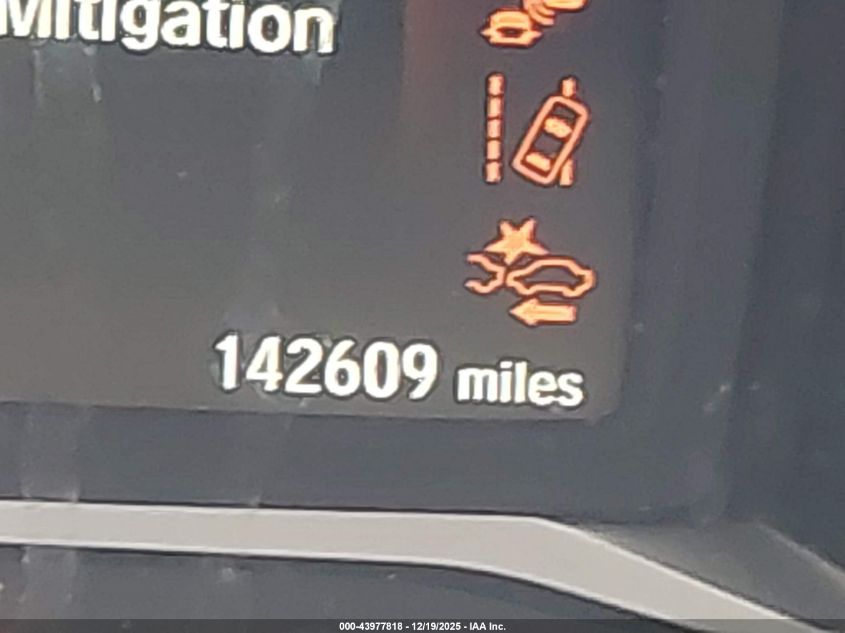 Mitigation
142609 miles
000-43977818 - 12/19/2025 - IAA Inc.